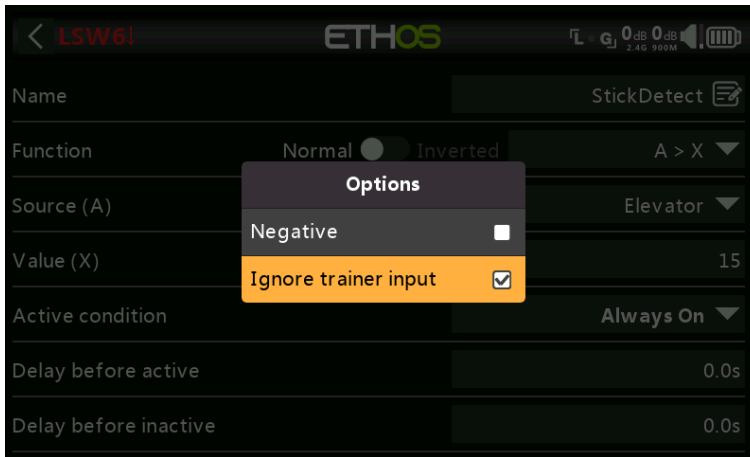 LSW6
ETHOS
L G 0dB 0dB
2.4G 900M
Name StickDetect
Function Normal Inverted A > X
Options
Source (A) Elevator
Negative
Value (X) 15
Ignore trainer input
Active condition Always On
Delay before active 0.0s
Delay before inactive 0.0s